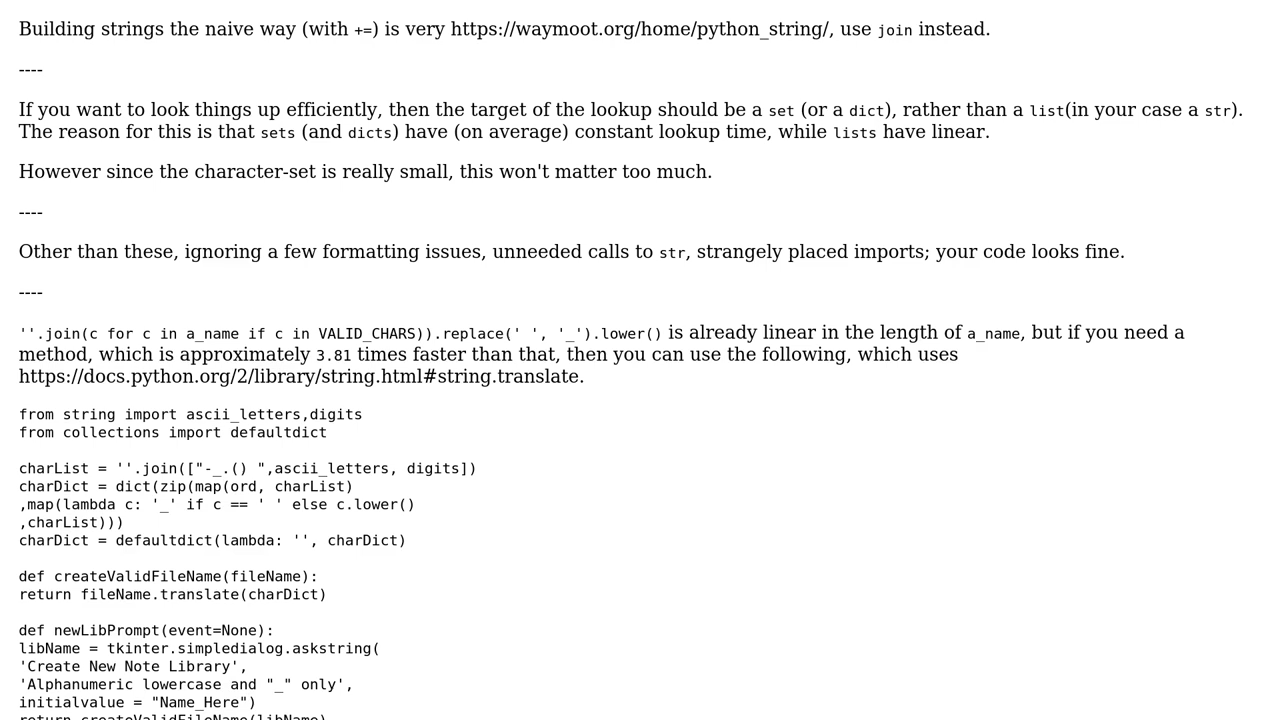 Building strings the naive way (with +=) is very https://waymoot.org/home/python_string/, use join instead.
----
If you want to look things up efficiently, then the target of the lookup should be a set (or a dict), rather than a list(in your case a str).
The reason for this is that sets (and dicts) have (on average) constant lookup time, while lists have linear.
However since the character-set is really small, this won't matter too much.
----
Other than these, ignoring a few formatting issues, unneeded calls to str, strangely placed imports; your code looks fine.
----
''.join(c for c in a_name if c in VALID_CHARS)).replace(' ', '_').lower() is already linear in the length of a_name, but if you need a
method, which is approximately 3.81 times faster than that, then you can use the following, which uses
https://docs.python.org/2/library/string.html#string.translate.
from string import ascii_letters,digits
from collections import defaultdict
charList = ''.join(["-_.() ",ascii_letters, digits])
charDict = dict(zip(map(ord, charList)
,map(lambda c: '_' if c == ' ' else c.lower()
,charList)))
charDict = defaultdict(lambda: '', charDict)
def createValidFileName(fileName):
return fileName.translate(charDict)
def newLibPrompt(event=None):
libName = tkinter.simpledialog.askstring(
'Create New Note Library',
'Alphanumeric lowercase and "_" only',
initialvalue = "Name_Here")
return createValidFileName(libName)